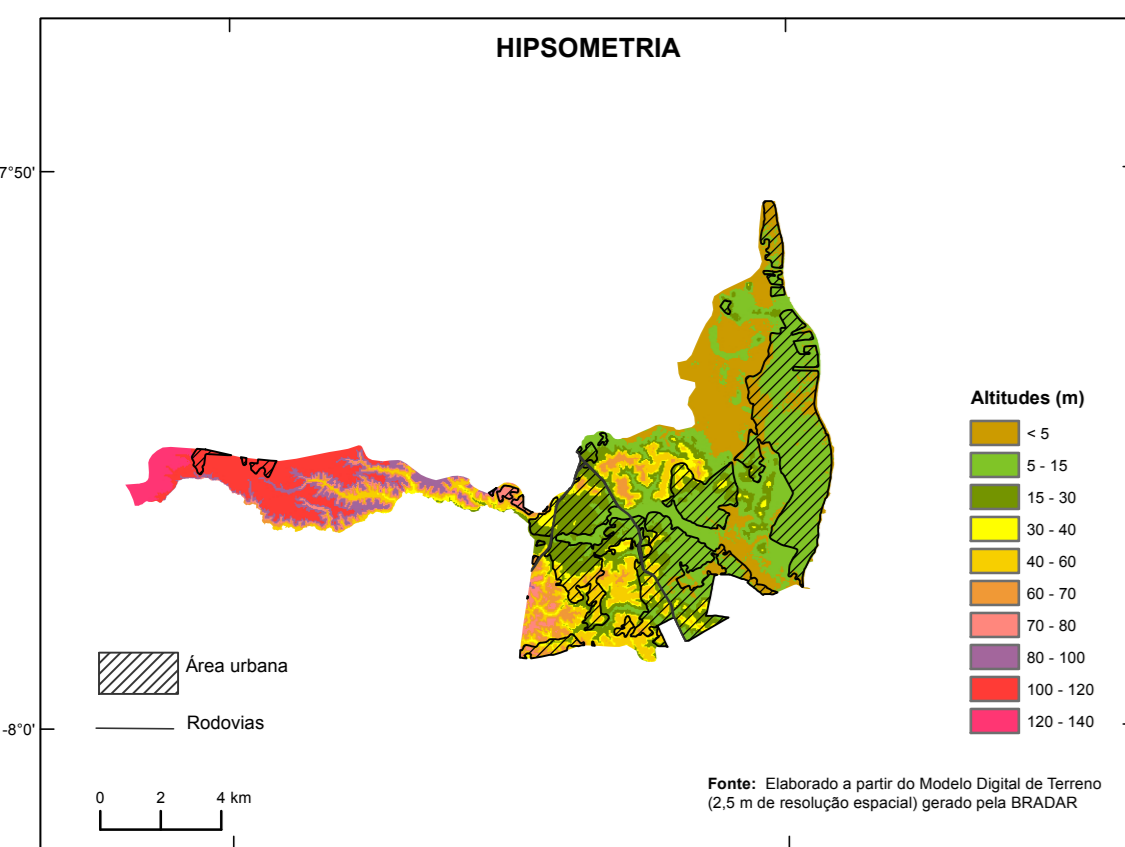 HIPSOMETRIA
7°50'
Altitudes (m)
< 5
5 - 15
15 - 30
30 - 40
40 - 60
60 - 70
70 - 80
80 - 100
100 - 120
120 - 140
Área urbana
Rodovias
-8°0'
0 2 4 km
Fonte: Elaborado a partir do Modelo Digital de Terreno
(2,5 m de resolução espacial) gerado pela BRADAR